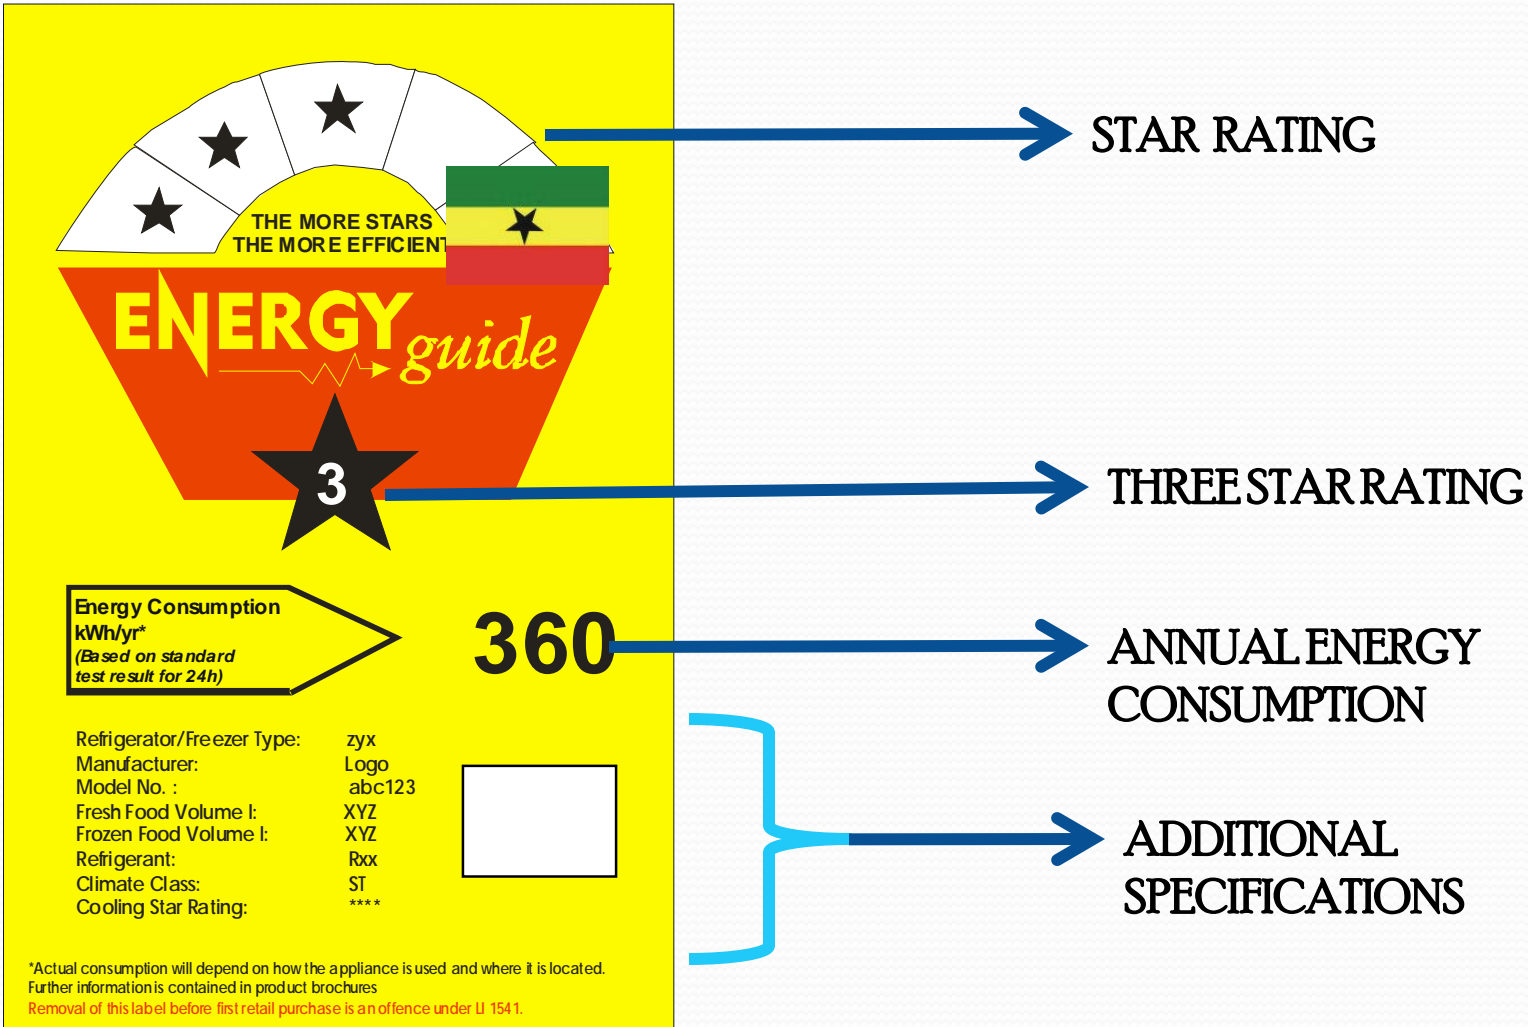 THE MORE STARS
THE MORE EFFICIENT
ENERGY guide
3
Energy Consumption
kWh/yr*
(Based on standard
test result for 24h)
360
Refrigerator/Freezer Type: zyx
Manufacturer: Logo
Model No. : abc123
Fresh Food Volume l: XYZ
Frozen Food Volume l: XYZ
Refrigerant: Rxx
Climate Class: ST
Cooling Star Rating: ****
*Actual consumption will depend on how the appliance is used and where it is located.
Further information is contained in product brochures
Removal of this label before first retail purchase is an offence under LI 1541.
STAR RATING
THREE STAR RATING
ANNUAL ENERGY
CONSUMPTION
ADDITIONAL
SPECIFICATIONS